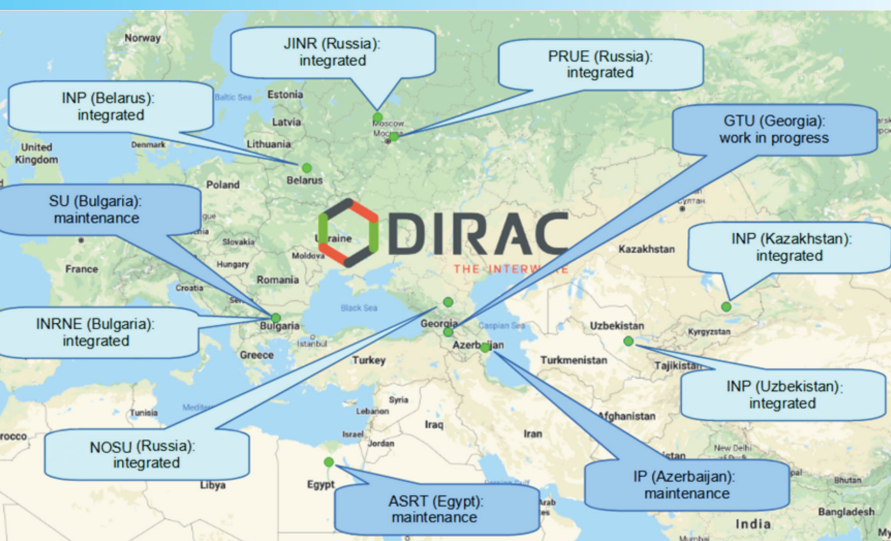 Norway
JINR (Russia):
integrated
PRUE (Russia):
integrated
INP (Belarus):
integrated
Baltic Sea
Estonia
Latvia
Lithuania
Moscow
GTU (Georgia):
work in progress
United
Kingdom
Denmark
Belarus
Poland
SU (Bulgaria):
maintenance
DIRAC
THE INTERWARE
Slovakia
Moldova
Hungary
France
Croatia
Romania
Kazakhstan
INP (Kazakhstan):
integrated
INRNE (Bulgaria):
integrated
Bulgaria
Black Sea
Georgia
Caspian Sea
Uzbekistan
Kyrgyzstan
Istanbul
Azerbaijan
Greece
Turkey
Turkmenistan
INP (Uzbekistan):
integrated
Tunisia
Syria
Lebanon
Iraq
Iran
Afghanistan
Israel
Jordan
NOSU (Russia):
integrated
New Delhi
Libya
Egypt
ASRT (Egypt):
maintenance
IP (Azerbaijan):
maintenance
Bhutan
Bangladesh
India
Mumbai